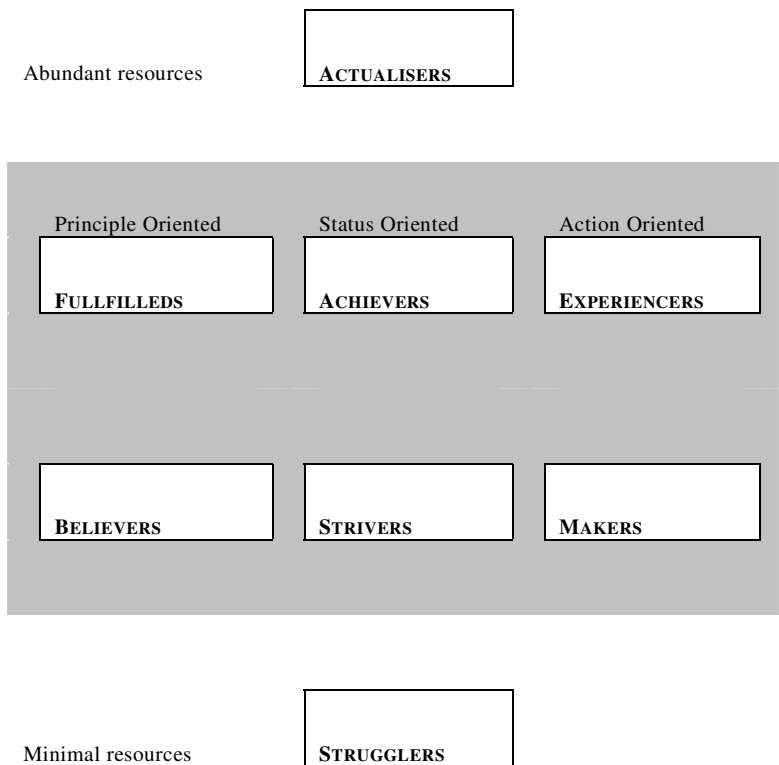 Abundant resources ACTUALISERS
Principle Oriented Status Oriented Action Oriented
FULLFILLEDS ACHIEVERS EXPERIENCERS
BELIEVERS STRIVERS MAKERS
Minimal resources STRUGGLERS